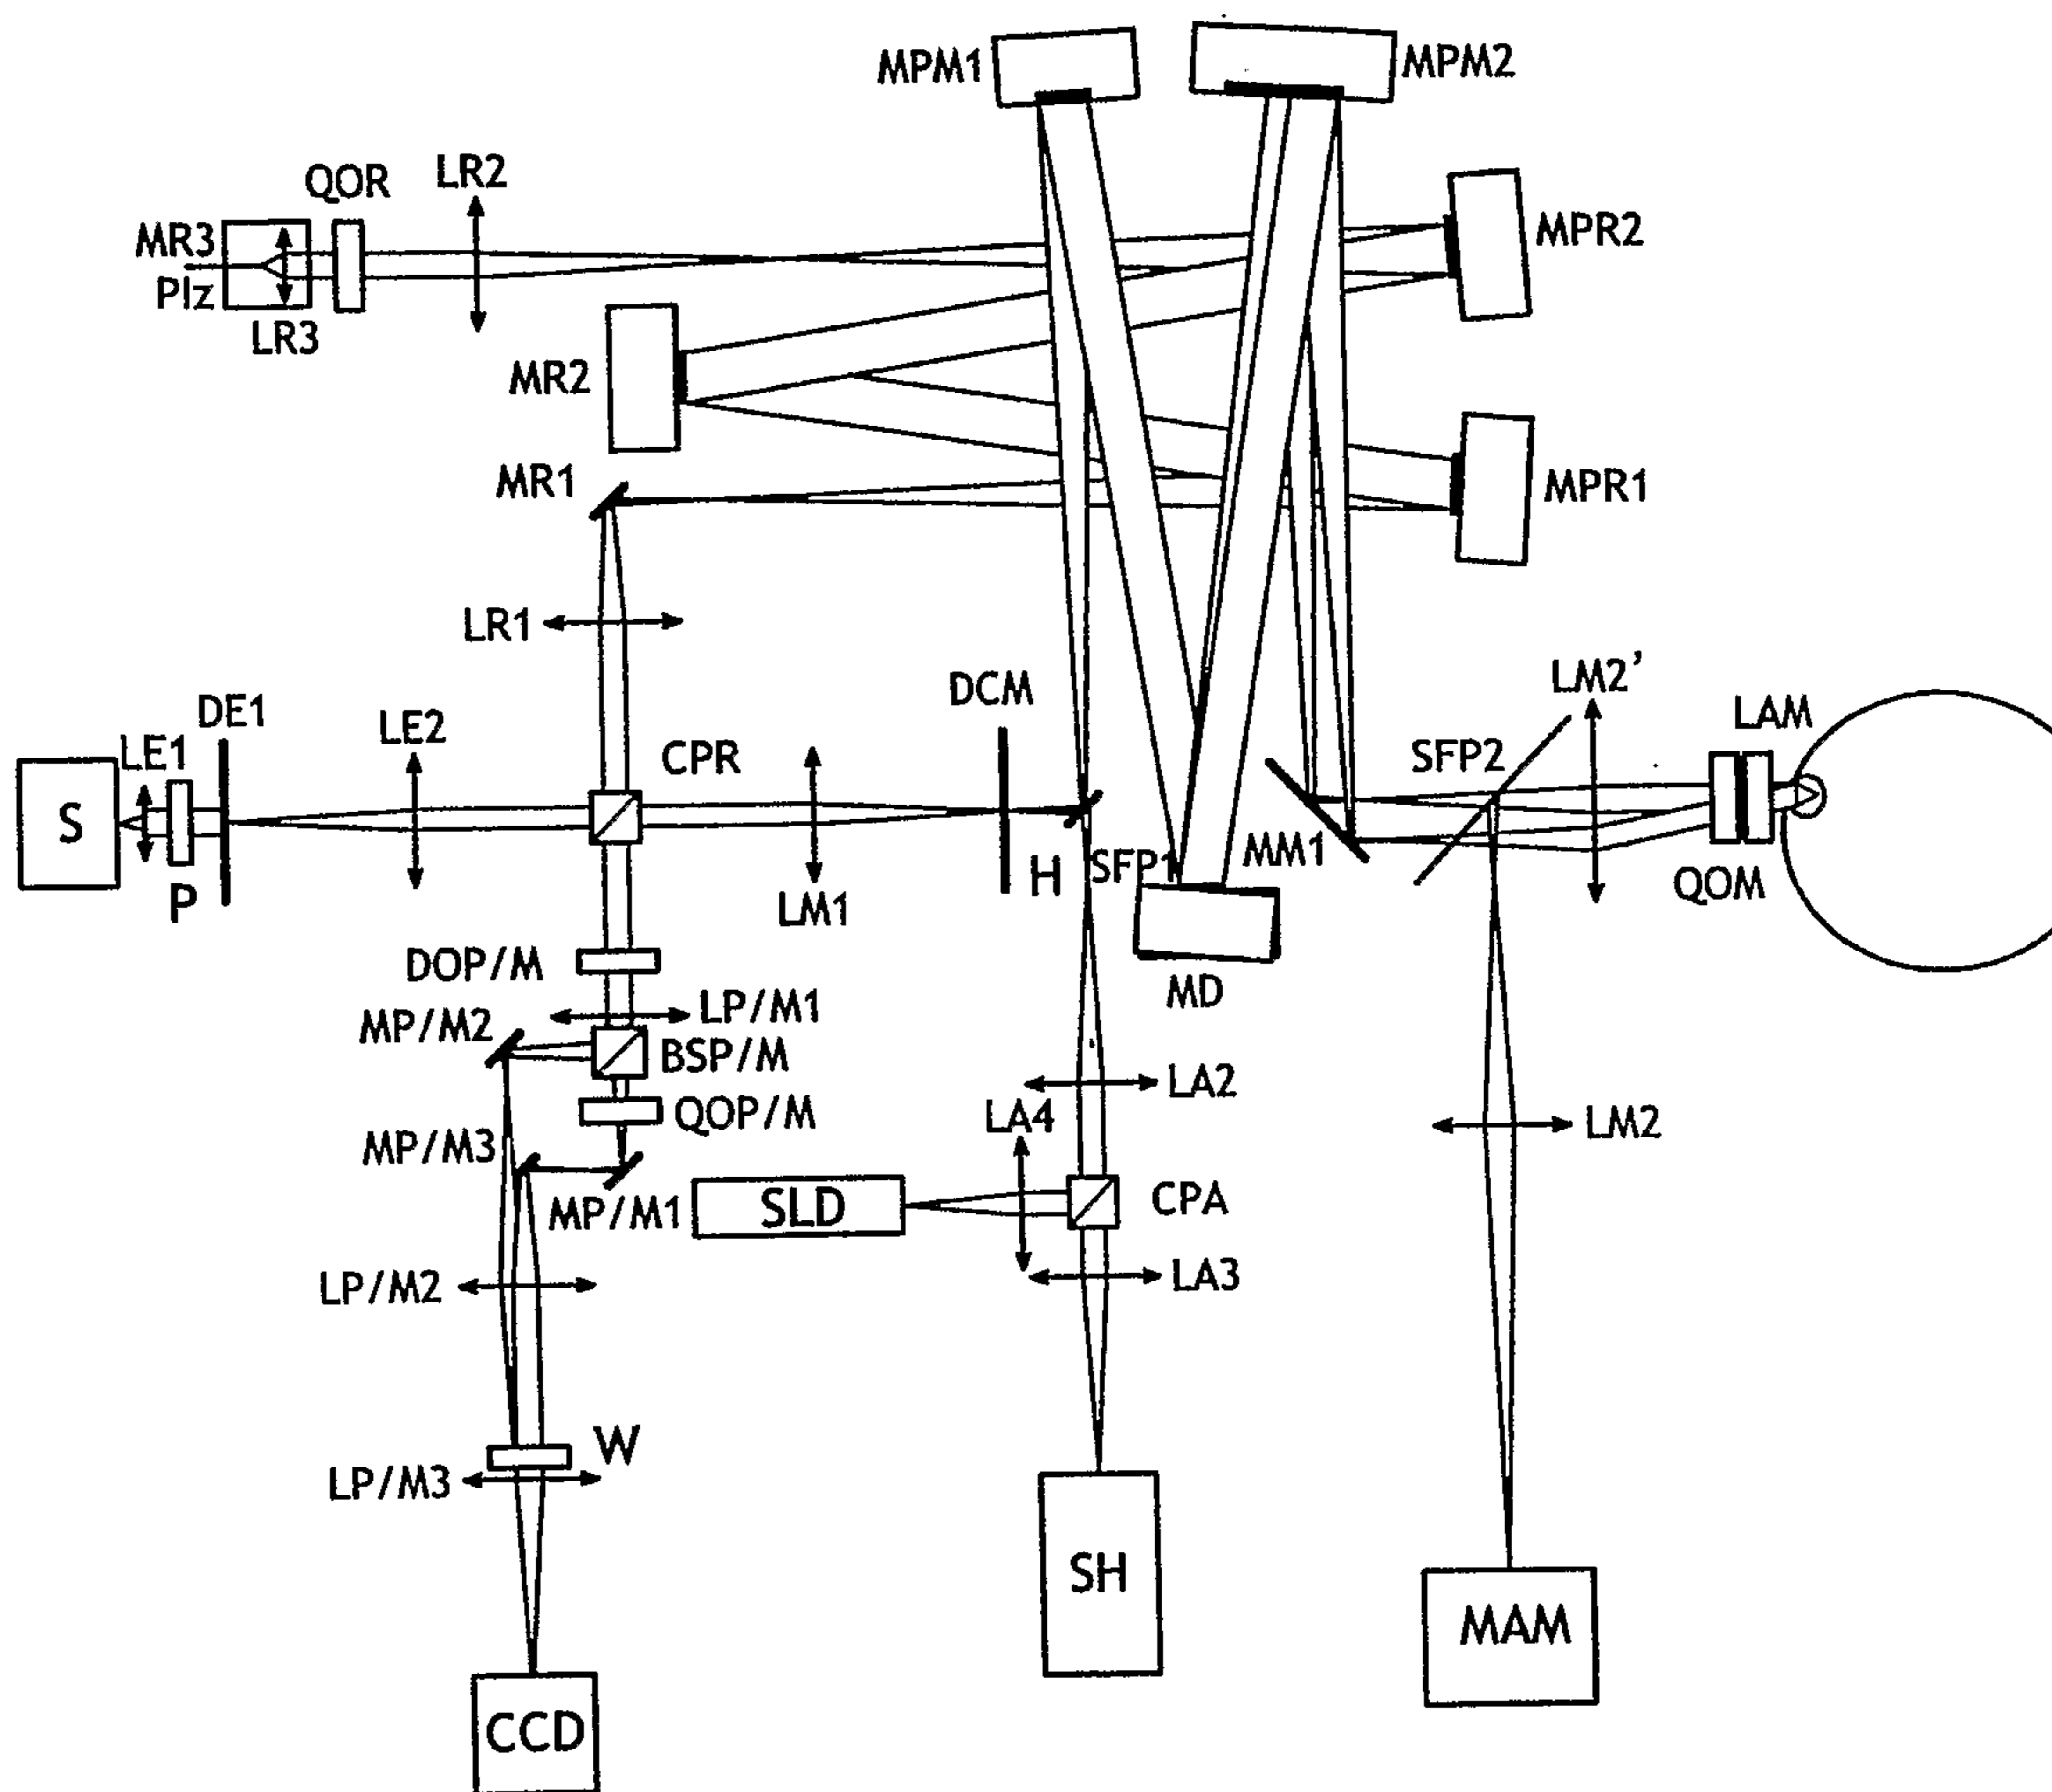 MPM1
MPM2
QOR
LR2
MR3
Plz
LR3
MPR2
MR2
MR1
MPR1
LR1
DE1
LE1
LE2
CPR
DCM
LM2’
LAM
S
SFP2
P
LM1
H
SFP1
MM1
QOM
MD
DOP/M
LP/M1
MP/M2
BSP/M
LA2
QOP/M
LA4
LM2
MP/M3
MP/M1
SLD
CPA
LP/M2
LA3
W
LP/M3
SH
MAM
CCD